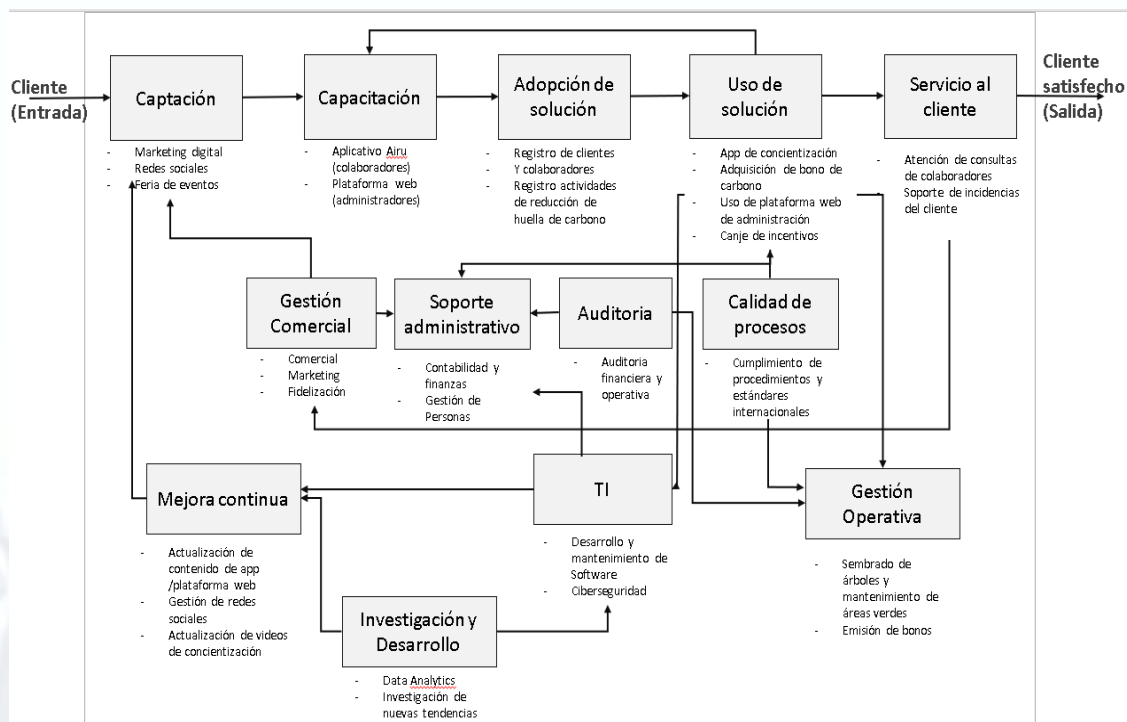 Cliente
(Entrada)
Captación
- Marketing digital
- Redes sociales
- Feria de eventos
Capacitación
- Aplicativo Airu
(colaboradores)
- Plataforma web
(administradores)
Adopción de
solución
- Registro de clientes
- Y colaboradores
- Registro actividades
de reducción de
huella de carbono
Uso de
solución
- App de concientización
- Adquisición de bono de
carbono
- Uso de plataforma web
de administración
- Canje de incentivos
Servicio al
cliente
- Atención de consultas
de colaboradores
- Soporte de incidencias
del cliente
Cliente
satisfecho
(Salida)
Gestión
Comercial
- Comercial
- Marketing
- Fidelización
Soporte
administrativo
- Contabilidad y
finanzas
- Gestión de
Personas
Auditoria
- Auditoria
financiera y
operativa
Calidad de
procesos
- Cumplimiento de
procedimientos y
estándares
internacionales
Mejora continua
- Actualización de
contenido de app
/plataforma web
- Gestión de redes
sociales
- Actualización de videos
de concientización
TI
- Desarrollo y
mantenimiento de
Software
- Ciberseguridad
Gestión
Operativa
- Sembrado de
árboles y
mantenimiento de
áreas verdes
- Emisión de bonos
Investigación y
Desarrollo
- Data Analytics
- Investigación de
nuevas tendencias